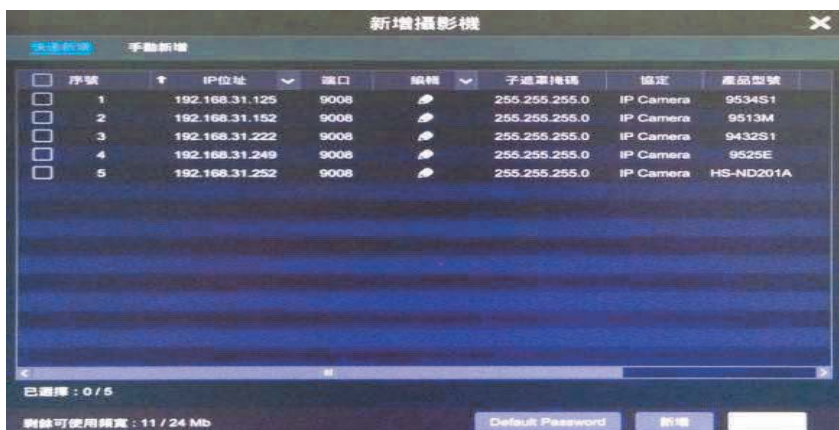 新增攝影機
快速新增 手動新增
序號 IP位址 端口 編輯 子遮罩掩碼 協定 產品型號
1 192.168.31.125 9008 255.255.255.0 IP Camera 9534S1
2 192.168.31.152 9008 255.255.255.0 IP Camera 9513M
3 192.168.31.222 9008 255.255.255.0 IP Camera 9432S1
4 192.168.31.249 9008 255.255.255.0 IP Camera 9525E
5 192.168.31.252 9008 255.255.255.0 IP Camera HS-ND201A
已選擇：0/5
剩餘可使用頻寬：11 / 24 Mb Default Password 新增